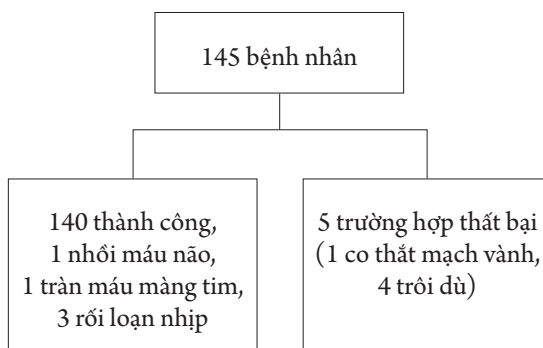 145 bệnh nhân
140 thành công,
1 nhồi máu não,
1 tràn máu màng tim,
3 rối loạn nhịp
5 trường hợp thất bại
(1 co thắt mạch vành,
4 trôi dù)